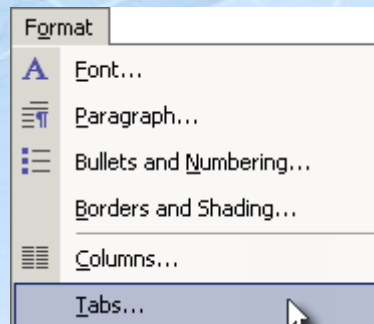 Format
Font...
Paragraph...
Bullets and Numbering...
Borders and Shading...
Columns...
Tabs...